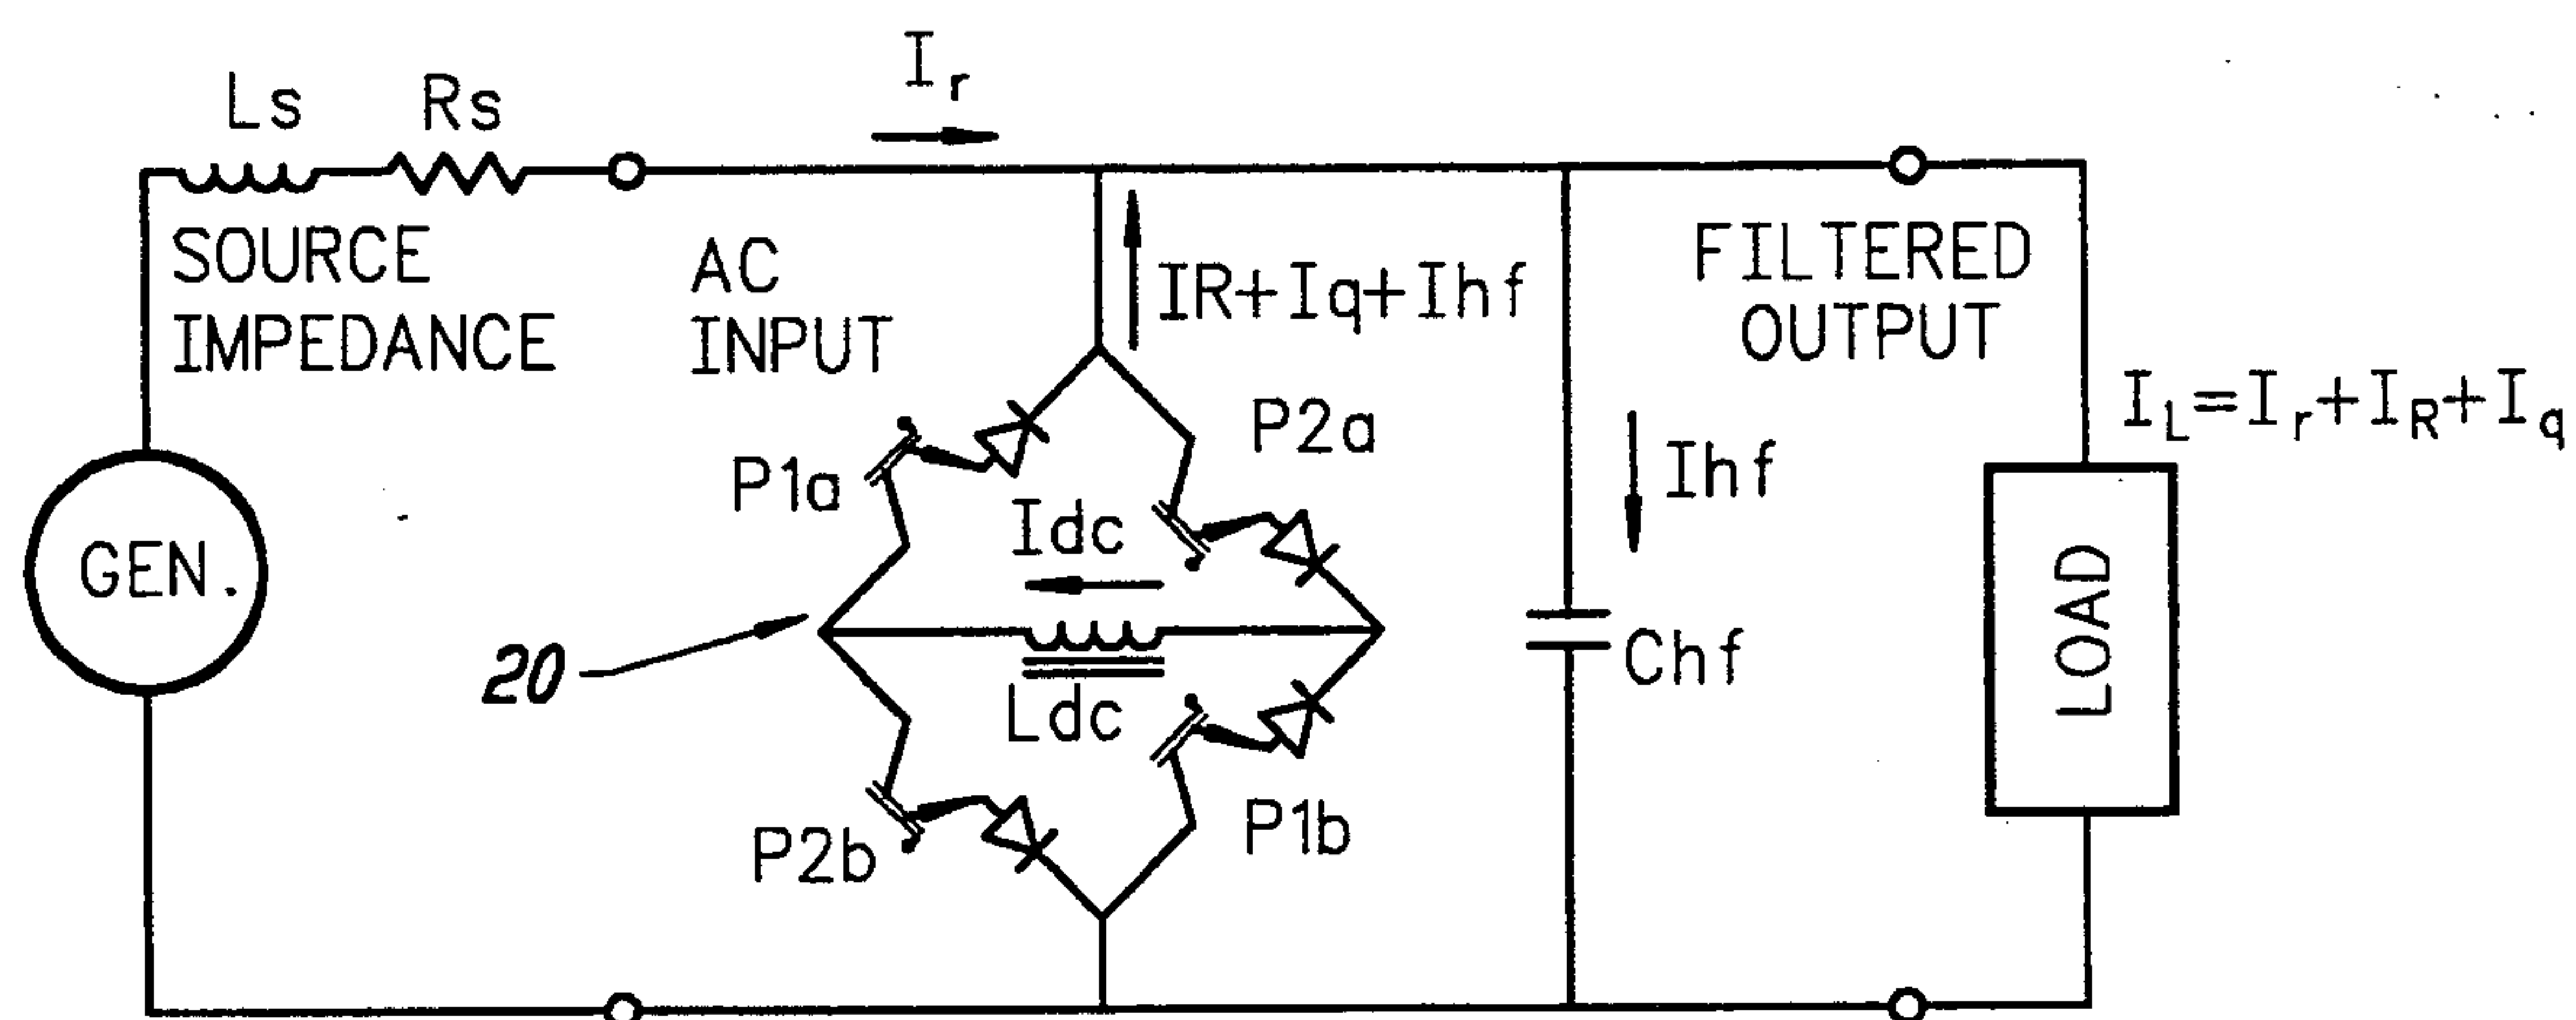 Ls
Rs
Ir
SOURCE
IMPEDANCE
AC
INPUT
IR+Iq+Ihf
FILTERED
OUTPUT
IL=Ir+IR+Iq
P1a
P2a
Idc
Ihf
GEN.
20
Ldc
Chf
LOAD
P2b
P1b